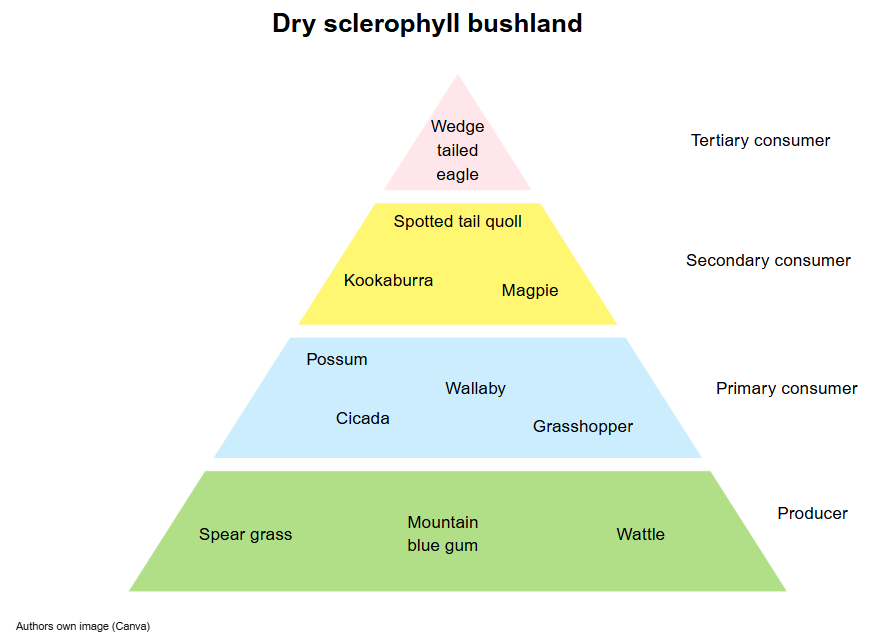 Dry sclerophyll bushland
Wedge
tailed
eagle
Tertiary consumer
Spotted tail quoll
Kookaburra
Magpie
Secondary consumer
Possum
Wallaby
Cicada
Grasshopper
Primary consumer
Spear grass
Mountain
blue gum
Wattle
Producer
Authors own image (Canva)